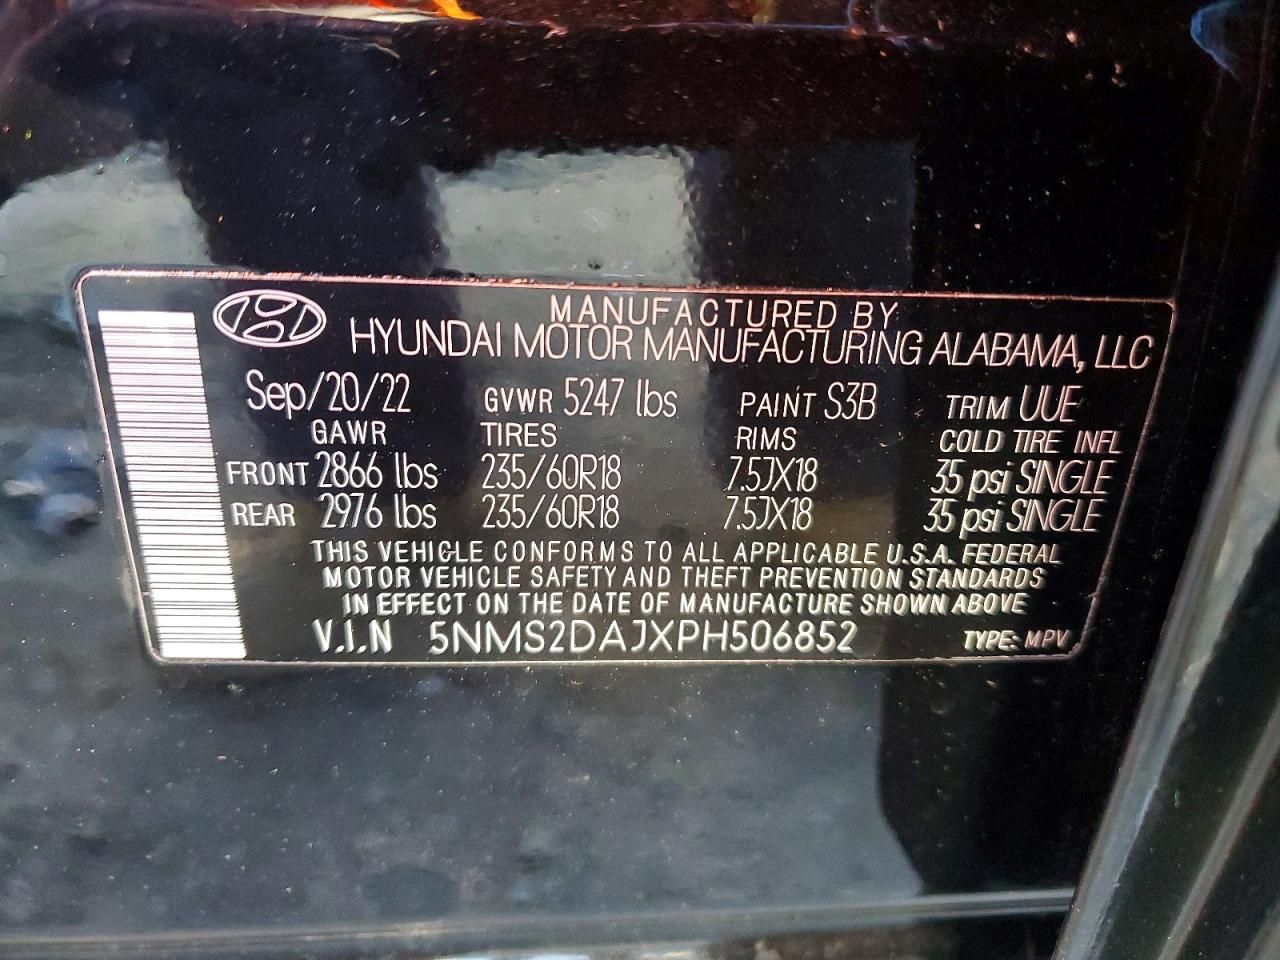 MANUFACTURED BY
HYUNDAI MOTOR MANUFACTURING ALABAMA, LLC
Sep/20/22 GVWR 5247 lbs PAINT S3B TRIM UUE
GAWR TIRES RIMS COLD TIRE INFL
FRONT 2866 lbs 235/60R18 7.5JX18 35 psi SINGLE
REAR 2976 lbs 235/60R18 7.5JX18 35 psi SINGLE
THIS VEHICLE CONFORMS TO ALL APPLICABLE U.S.A. FEDERAL
MOTOR VEHICLE SAFETY AND THEFT PREVENTION STANDARDS
IN EFFECT ON THE DATE OF MANUFACTURE SHOWN ABOVE
V.I.N 5NMS2DAJXPH506852 TYPE: MPV